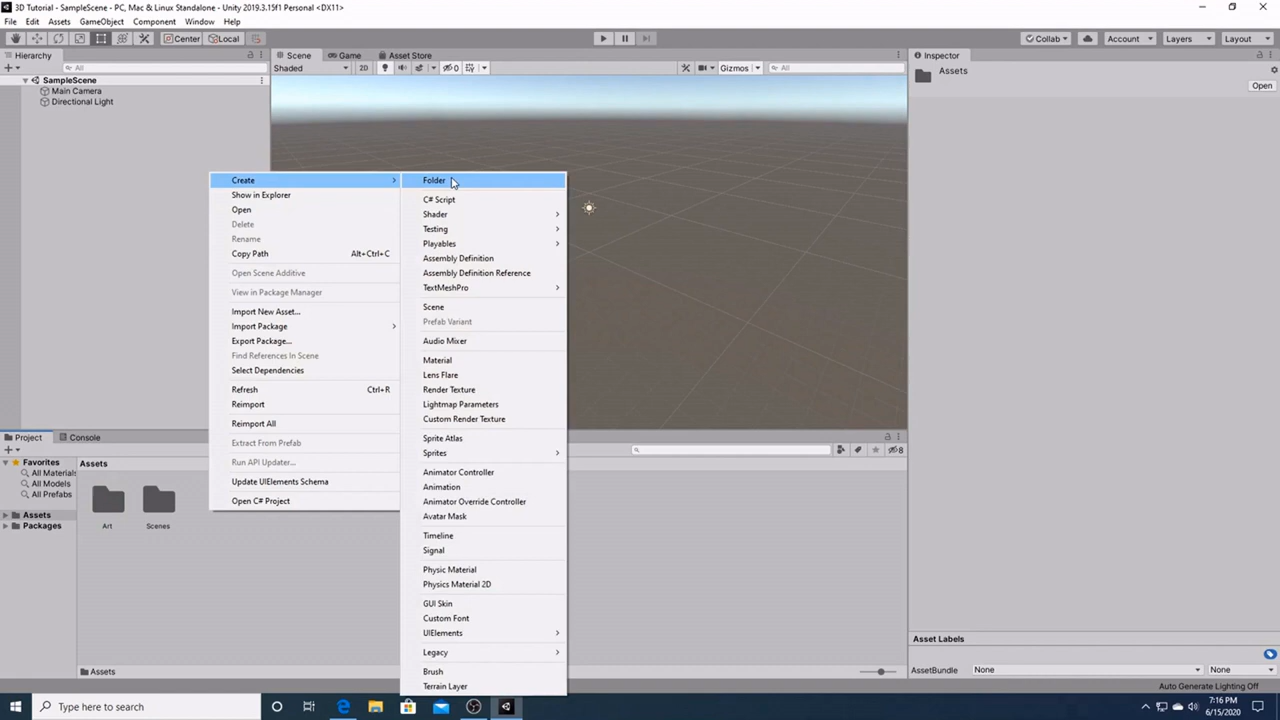 3D Tutorial - SampleScene - PC, Mac & Linux Standalone - Unity 2019.3.15f1 Personal <DX11>
File Edit Assets GameObject Component Window Help
Center Local Collab Account Layers Layout
Hierarchy
All
SampleScene
Main Camera
Directional Light
Scene Game Asset Store
Shaded 2D 0 Gizmos All
Inspector
Assets
Open
Create
Show in Explorer
Open
Delete
Rename
Copy Path Alt+Ctrl+C
Open Scene Additive
View in Package Manager
Import New Asset...
Import Package
Export Package...
Find References In Scene
Select Dependencies
Refresh Ctrl+R
Reimport
Reimport All
Extract From Prefab
Run API Updater...
Update UIElements Schema
Open C# Project
Folder
C# Script
Shader
Testing
Playables
Assembly Definition
Assembly Definition Reference
TextMeshPro
Scene
Prefab Variant
Audio Mixer
Material
Lens Flare
Render Texture
Lightmap Parameters
Custom Render Texture
Sprite Atlas
Sprites
Animator Controller
Animation
Animator Override Controller
Avatar Mask
Timeline
Signal
Physic Material
Physics Material 2D
GUI Skin
Custom Font
UIElements
Legacy
Brush
Terrain Layer
Project Console
8
Favorites
All Materials
All Models
All Prefabs
Assets
Packages
Assets
Art Scenes
Assets
Asset Labels
AssetBundle None None
Auto Generate Lighting Off
Type here to search
7:16 PM
6/15/2020